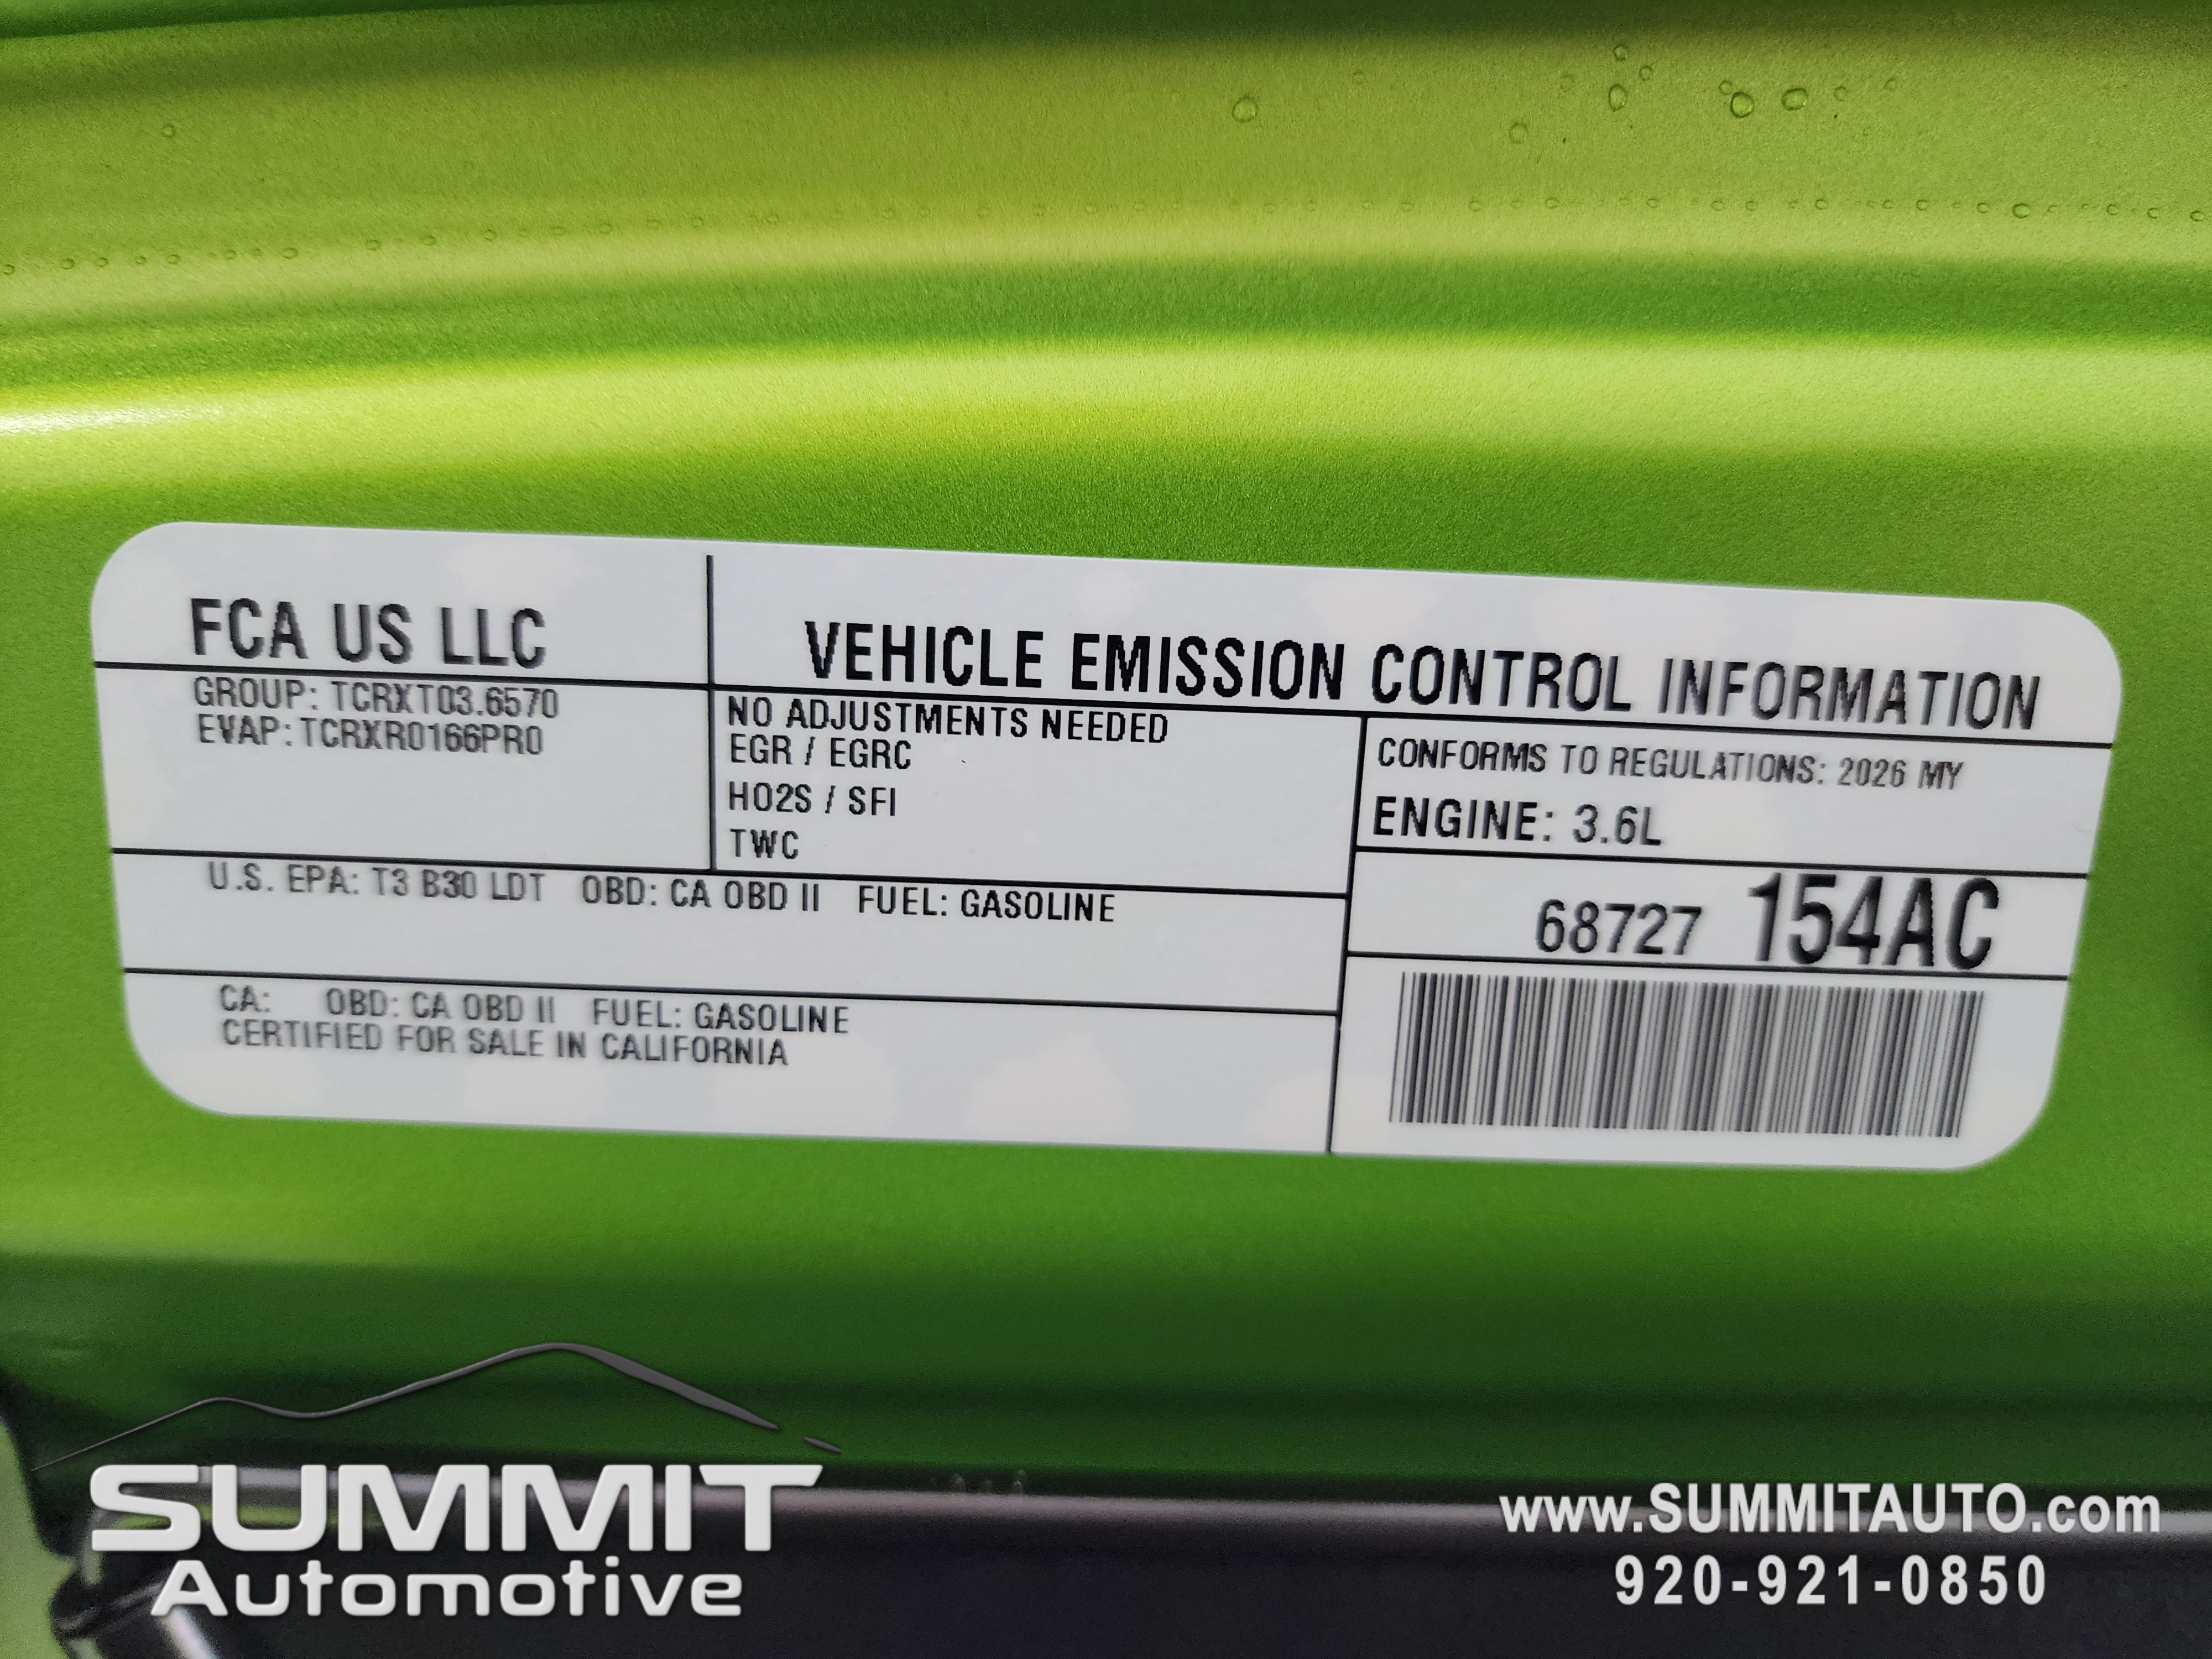 FCA US LLC
VEHICLE EMISSION CONTROL INFORMATION
GROUP: TCRXT03.6570
EVAP: TCRXR0166PR0
NO ADJUSTMENTS NEEDED
EGR / EGRC
HO2S / SFI
TWC
CONFORMS TO REGULATIONS: 2026 MY
ENGINE: 3.6L
U.S. EPA: T3 B30 LDT OBD: CA OBD II FUEL: GASOLINE
68727 154AC
CA: OBD: CA OBD II FUEL: GASOLINE
CERTIFIED FOR SALE IN CALIFORNIA
SUMMIT
Automotive
www.SUMMITAUTO.com
920-921-0850